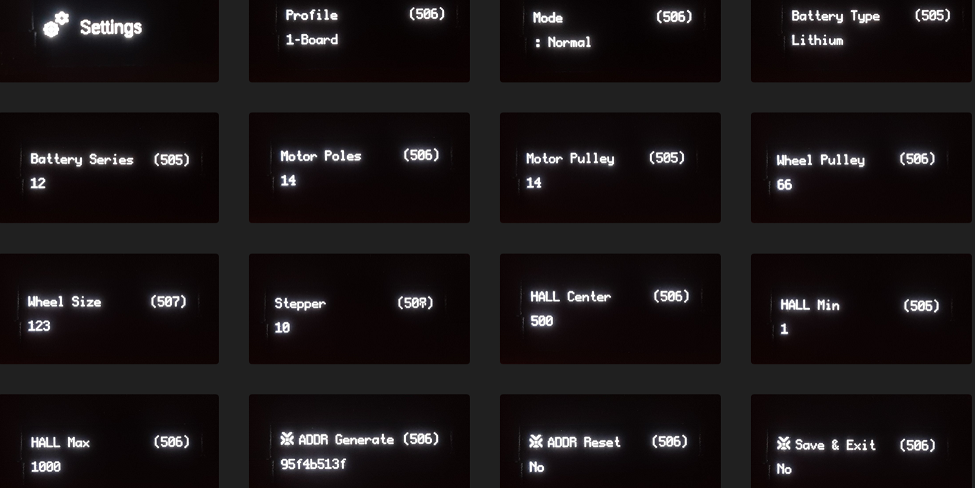 Settings
Profile (506)
1-Board
Mode (506)
: Normal
Battery Type (505)
Lithium
Battery Series (505)
12
Motor Poles (506)
14
Motor Pulley (505)
14
Wheel Pulley (506)
66
Wheel Size (507)
123
Stepper
10
HALL Center (506)
500
HALL Min (505)
1
HALL Max (506)
1000
ADDR Generate (506)
95f4b513f
ADDR Reset (506)
No
Save & Exit (506)
No